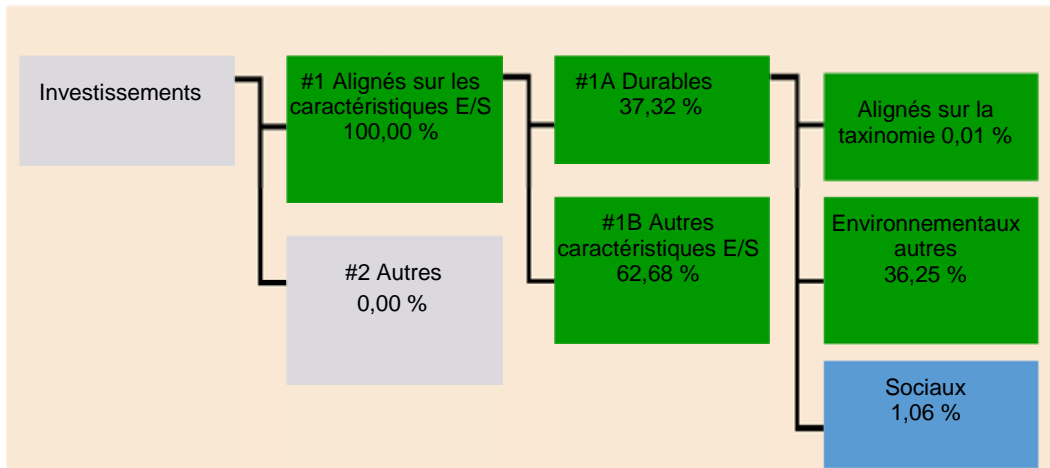 Investissements
#1 Alignés sur les
caractéristiques E/S
100,00 %
#2 Autres
0,00 %
#1A Durables
37,32 %
#1B Autres
caractéristiques E/S
62,68 %
Alignés sur la
taxinomie 0,01 %
Environnementaux
autres
36,25 %
Sociaux
1,06 %